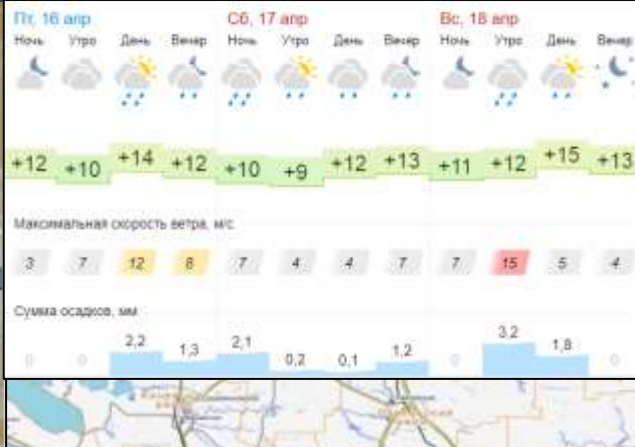 Пт, 16 апр Сб, 17 апр Вс, 18 апр
Ночь Утро День Вечер Ночь Утро День Вечер Ночь Утро День Вечер
+12 +10 +14 +12 +10 +9 +12 +13 +11 +12 +15 +13
Максимальная скорость ветра, м/с
3 7 12 8 7 4 4 7 7 15 5 4
Сумма осадков, мм
0 0 2,2 1,3 2,1 0,2 0,1 1,2 0 3,2 1,8 0